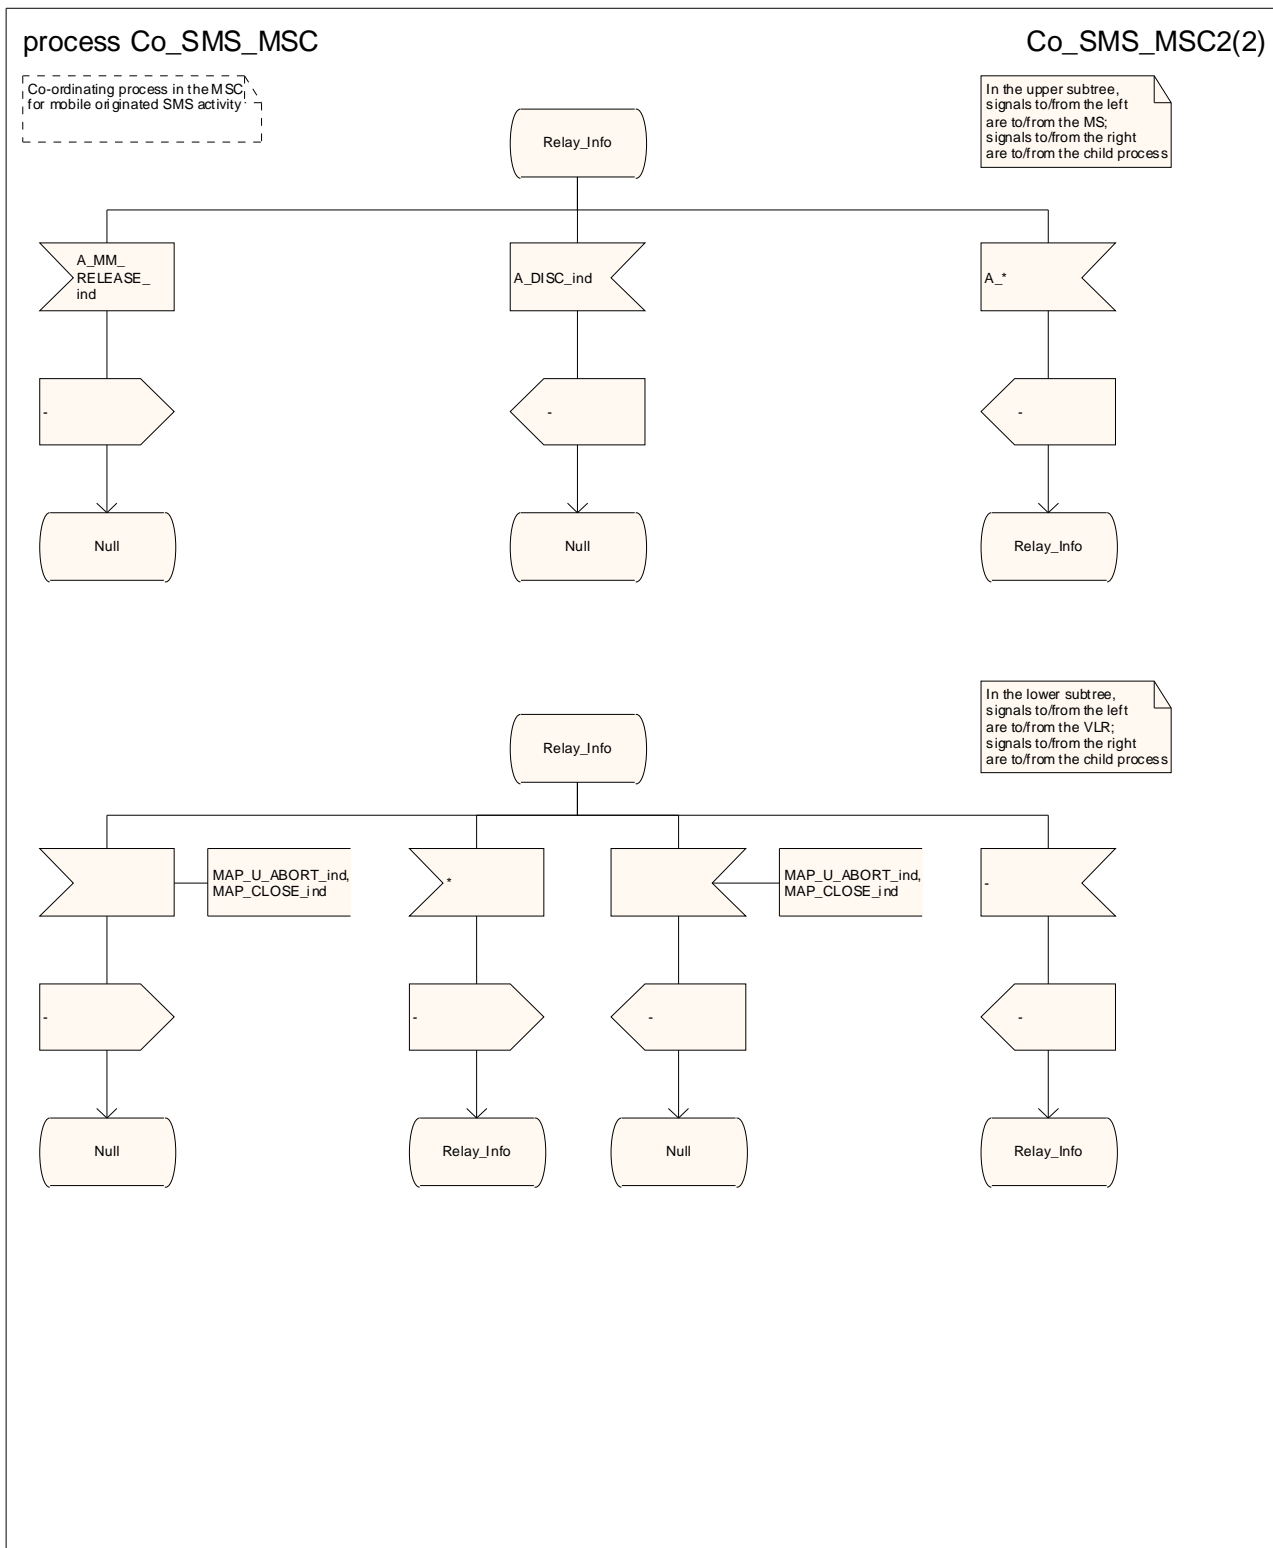 process Co_SMS_MSC
Co_SMS_MSC2(2)
Co-ordinating process in the MSC
for mobile originated SMS activity
In the upper subtree,
signals to/from the left
are to/from the MS;
signals to/from the right
are to/from the child process
Relay_Info
A_MM_
RELEASE_
ind
A_DISC_ind
A_*
-
-
-
Null
Null
Relay_Info
In the lower subtree,
signals to/from the left
are to/from the VLR;
signals to/from the right
are to/from the child process
Relay_Info
MAP_U_ABORT_ind,
MAP_CLOSE_ind
*
MAP_U_ABORT_ind,
MAP_CLOSE_ind
-
-
-
-
-
Null
Relay_Info
Null
Relay_Info